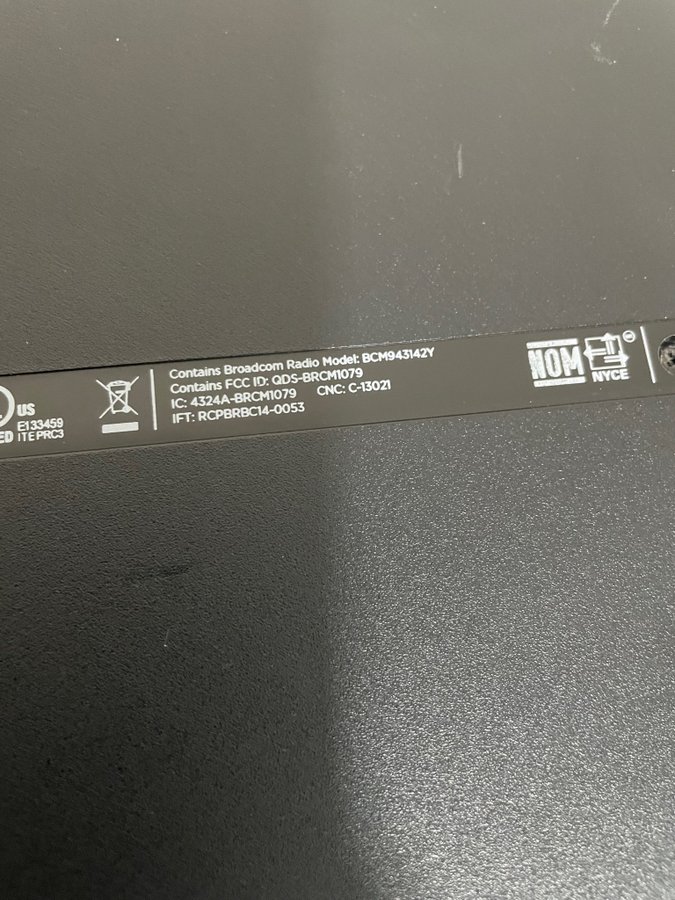 US
E133459
ED ITE PRC3
Contains Broadcom Radio Model: BCM943142Y
Contains FCC ID: QDS-BRCM1079
IC: 4324A-BRCM1079 CNC: C-13021
IFT: RCPBRBC14-0053
NOM
NYCE